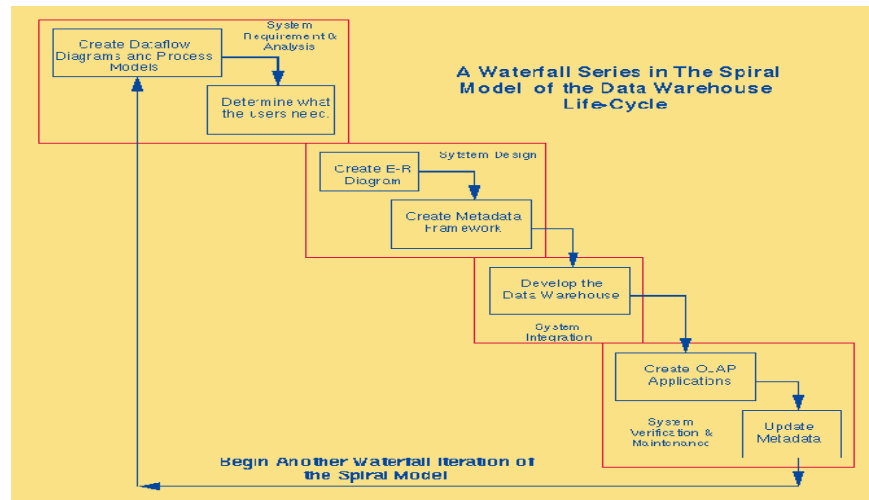 System
Requirement &
Analysis
Create Dataflow
Diagrams and Process
Models
Determine what
the users need.
A Waterfall Series in The Spiral
Model of the Data Warehouse
Life-Cycle
Sytstem Design
Create E-R
Diagram
Create Metadata
Framework
Develop the
Data Warehouse
System
Integration
Create OLAP
Applications
System
Verification &
Maintenance
Update
Metadata
Begin Another Waterfall Iteration of
the Spiral Model